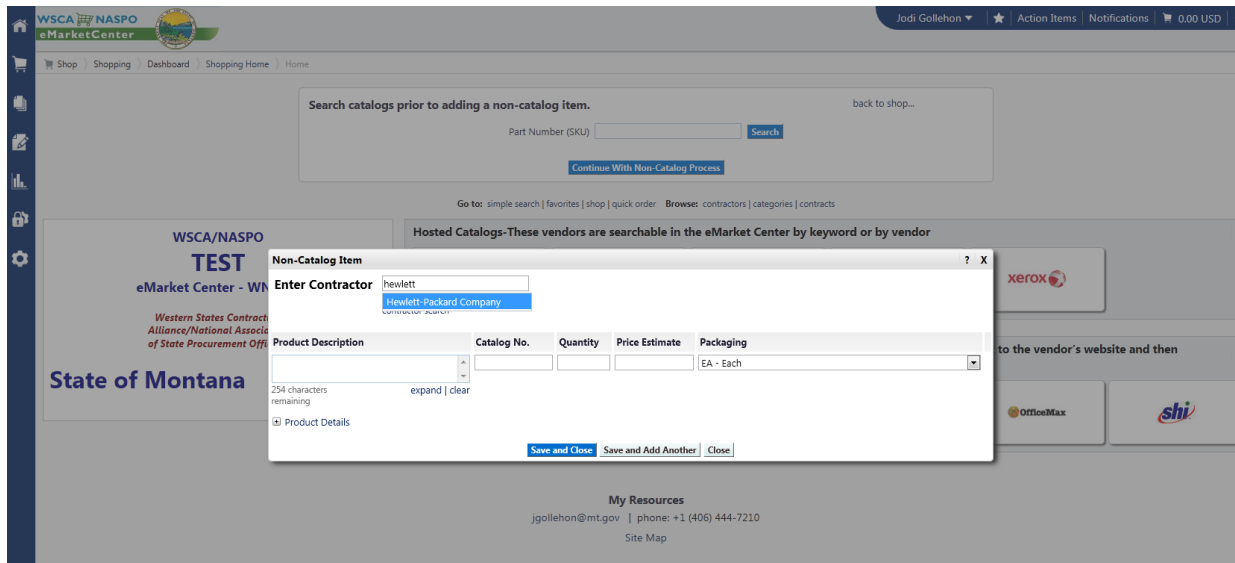 WSCA NASPO
eMarketCenter
Jodi Gollehon Action Items Notifications 0.00 USD
Shop Shopping Dashboard Shopping Home Home
Search catalogs prior to adding a non-catalog item. back to shop...
Part Number (SKU) Search
Continue With Non-Catalog Process
Go to: simple search | favorites | shop | quick order Browse: contractors | categories | contracts
WSCA/NASPO
TEST
eMarket Center - WN
Western States Contract
Alliance/National Associa
of State Procurement Offi
State of Montana
Hosted Catalogs-These vendors are searchable in the eMarket Center by keyword or by vendor
xerox
to the vendor's website and then
OfficeMax shi
Non-Catalog Item ? X
Enter Contractor hewlett
Hewlett-Packard Company
contractor search
Product Description Catalog No. Quantity Price Estimate Packaging
EA - Each
254 characters expand | clear
remaining
Product Details
Save and Close Save and Add Another Close
My Resources
jgollehon@mt.gov | phone: +1 (406) 444-7210
Site Map